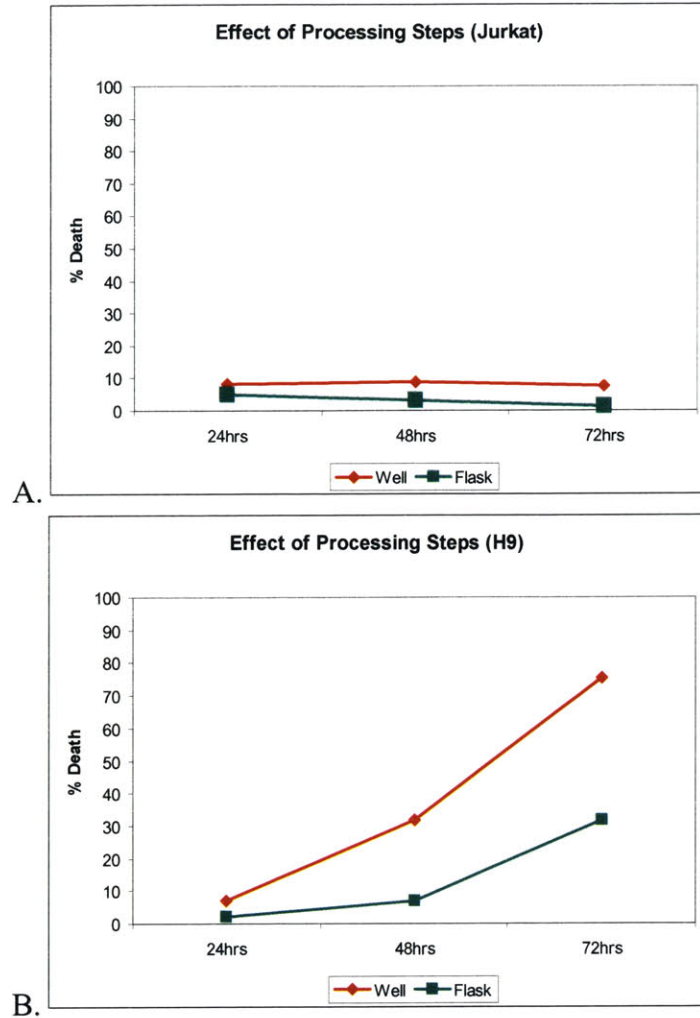 Effect of Processing Steps (Jurkat)
100
90
80
70
60
50
40
30
20
10
0
% Death
24hrs 48hrs 72hrs
Well Flask
A.
Effect of Processing Steps (H9)
100
90
80
70
60
50
40
30
20
10
0
% Death
24hrs 48hrs 72hrs
Well Flask
B.